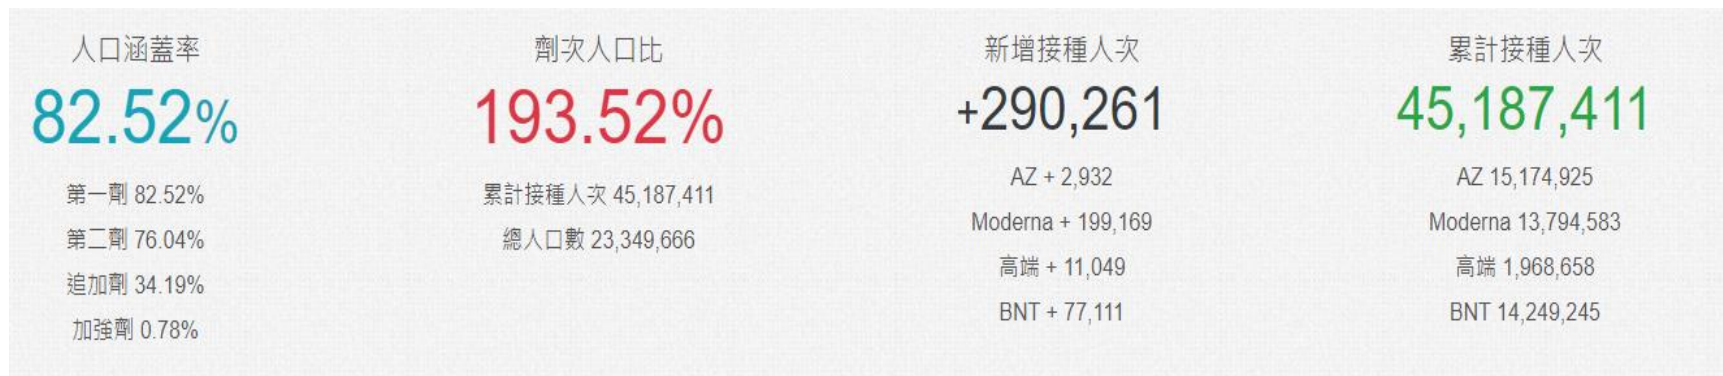 人口涵蓋率
82.52%
第一劑 82.52%
第二劑 76.04%
追加劑 34.19%
加強劑 0.78%
劑次人口比
193.52%
累計接種人次 45,187,411
總人口數 23,349,666
新增接種人次
+290,261
AZ + 2,932
Moderna + 199,169
高端 + 11,049
BNT + 77,111
累計接種人次
45,187,411
AZ 15,174,925
Moderna 13,794,583
高端 1,968,658
BNT 14,249,245